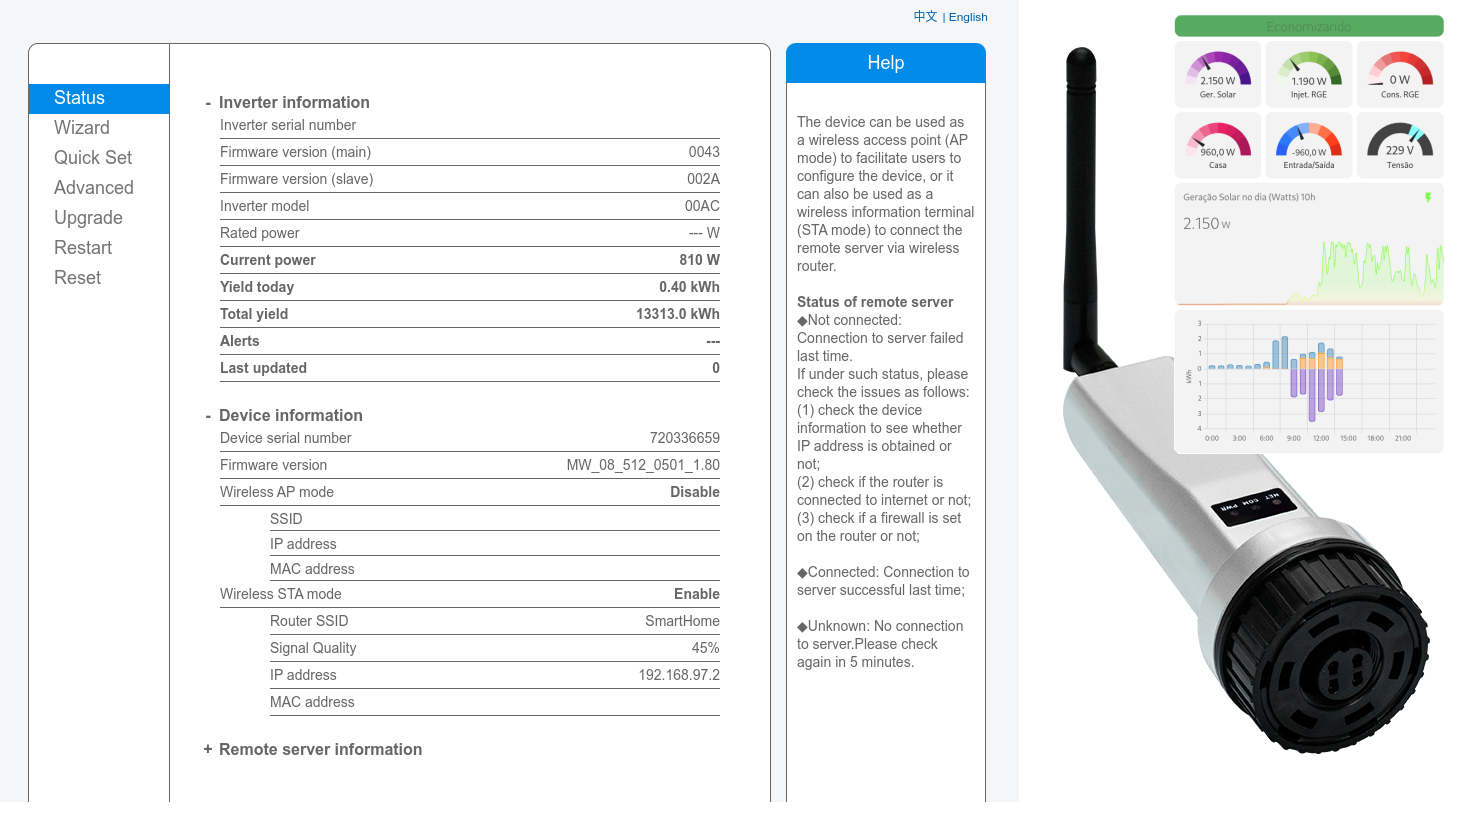 中文 | English
Status
Wizard
Quick Set
Advanced
Upgrade
Restart
Reset
- Inverter information
Inverter serial number
Firmware version (main) 0043
Firmware version (slave) 002A
Inverter model 00AC
Rated power --- W
Current power 810 W
Yield today 0.40 kWh
Total yield 13313.0 kWh
Alerts ---
Last updated 0
- Device information
Device serial number 720336659
Firmware version MW_08_512_0501_1.80
Wireless AP mode Disable
SSID
IP address
MAC address
Wireless STA mode Enable
Router SSID SmartHome
Signal Quality 45%
IP address 192.168.97.2
MAC address
+ Remote server information
Help
The device can be used as
a wireless access point (AP
mode) to facilitate users to
configure the device, or it
can also be used as a
wireless information terminal
(STA mode) to connect the
remote server via wireless
router.
Status of remote server
◆Not connected:
Connection to server failed
last time.
If under such status, please
check the issues as follows:
(1) check the device
information to see whether
IP address is obtained or
not;
(2) check if the router is
connected to internet or not;
(3) check if a firewall is set
on the router or not;
◆Connected: Connection to
server successful last time;
◆Unknown: No connection
to server.Please check
again in 5 minutes.
Economizando
2.150 W
Ger. Solar
1.190 W
Injet. RGE
0 W
Cons. RGE
960,0 W
Casa
-960,0 W
Entrada/Saída
229 V
Tensão
Geração Solar no dia (Watts) 10h
2.150 W
kWh
3
2
1
0
1
2
3
4
0:00 3:00 6:00 9:00 12:00 15:00 18:00 21:00
NET COM PWR